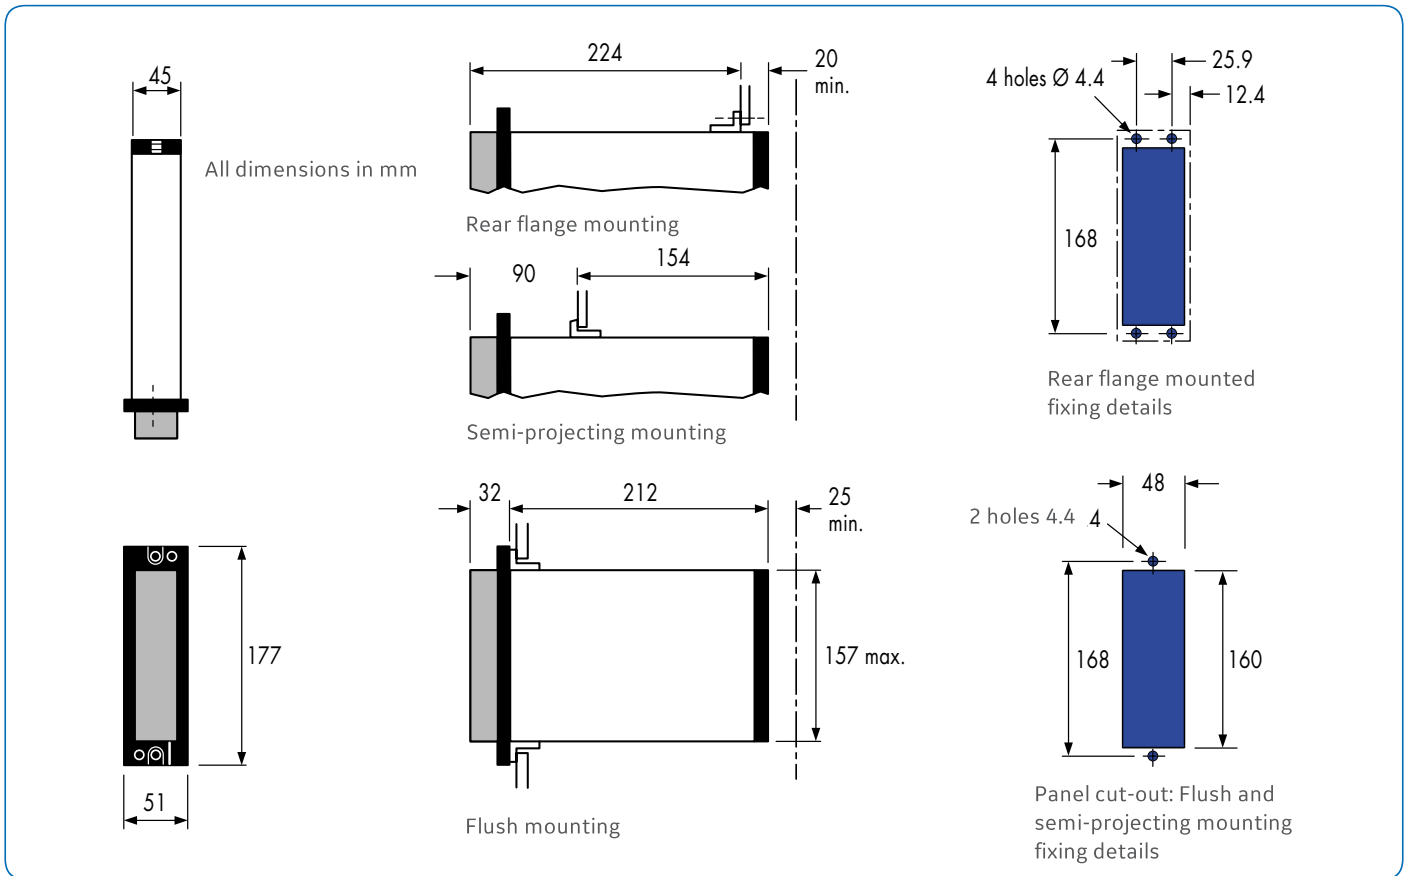 45
All dimensions in mm
224
20
min.
Rear flange mounting
90
154
Semi-projecting mounting
4 holes Ø 4.4
25.9
12.4
168
Rear flange mounted
fixing details
177
51
32
212
25
min.
157 max.
Flush mounting
48
2 holes 4.4 4
168
160
Panel cut-out: Flush and
semi-projecting mounting
fixing details